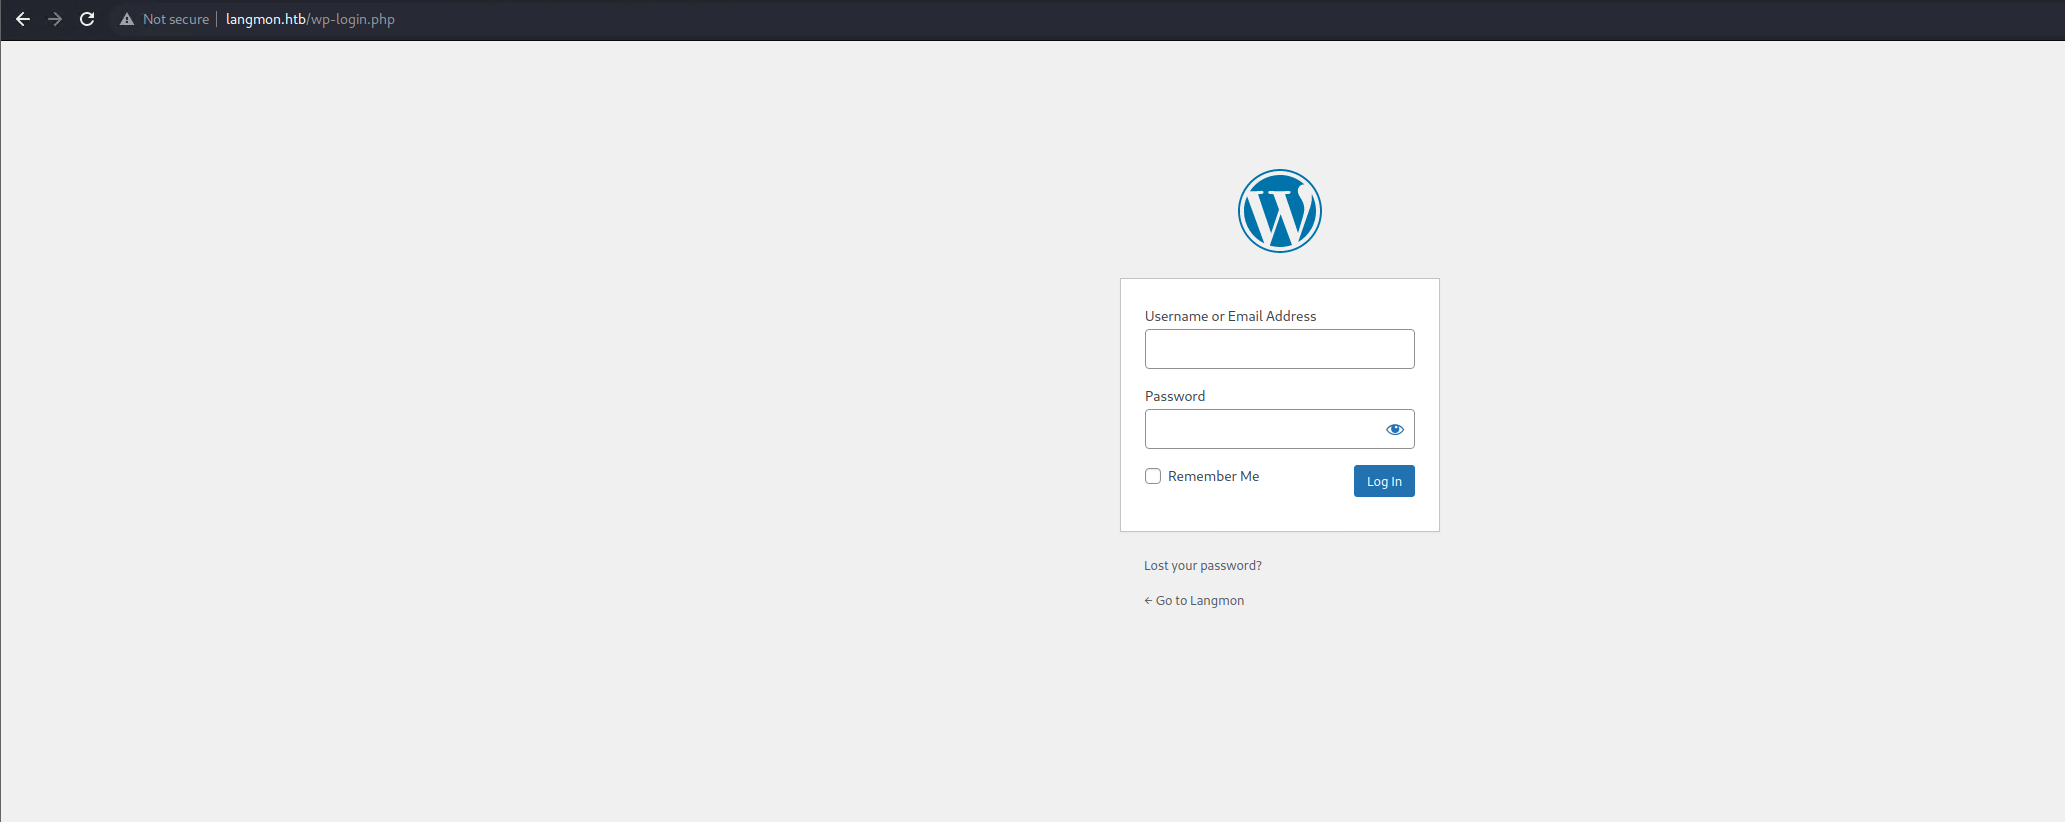 Not secure langmon.htb/wp-login.php
Username or Email Address
Password
Remember Me
Log In
Lost your password?
← Go to Langmon